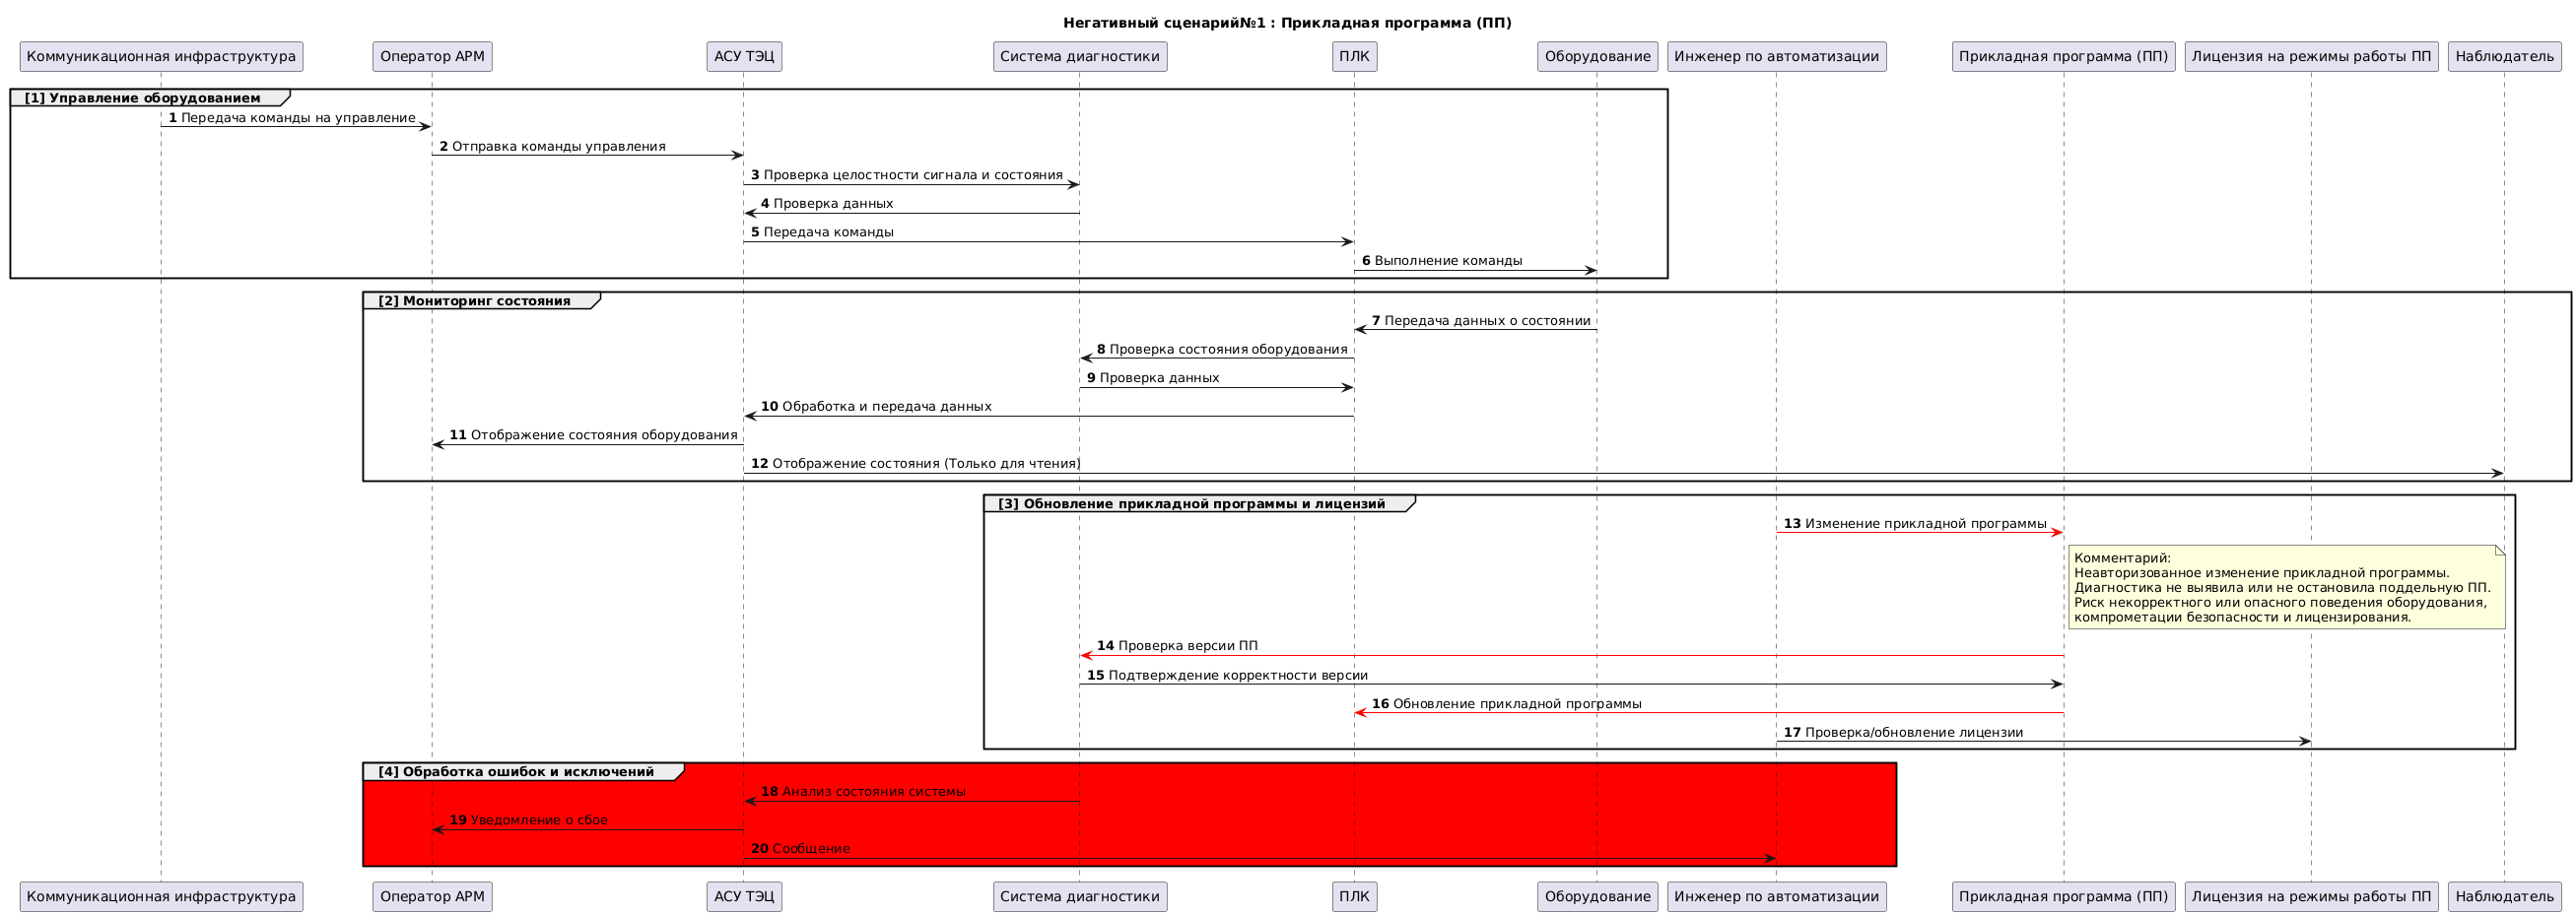 Негативный сценарий№1 : Прикладная программа (ПП)
Коммуникационная инфраструктура
Оператор АРМ
АСУ ТЭЦ
Система диагностики
ПЛК
Оборудование
Инженер по автоматизации
Прикладная программа (ПП)
Лицензия на режимы работы ПП
Наблюдатель
[1] Управление оборудованием
1 Передача команды на управление
2 Отправка команды управления
3 Проверка целостности сигнала и состояния
4 Проверка данных
5 Передача команды
6 Выполнение команды
[2] Мониторинг состояния
7 Передача данных о состоянии
8 Проверка состояния оборудования
9 Проверка данных
10 Обработка и передача данных
11 Отображение состояния оборудования
12 Отображение состояния (Только для чтения)
[3] Обновление прикладной программы и лицензий
13 Изменение прикладной программы
Комментарий:
Неавторизованное изменение прикладной программы.
Диагностика не выявила или не остановила поддельную ПП.
Риск некорректного или опасного поведения оборудования,
компрометации безопасности и лицензирования.
14 Проверка версии ПП
15 Подтверждение корректности версии
16 Обновление прикладной программы
17 Проверка/обновление лицензии
[4] Обработка ошибок и исключений
18 Анализ состояния системы
19 Уведомление о сбое
20 Сообщение
Коммуникационная инфраструктура
Оператор АРМ
АСУ ТЭЦ
Система диагностики
ПЛК
Оборудование
Инженер по автоматизации
Прикладная программа (ПП)
Лицензия на режимы работы ПП
Наблюдатель